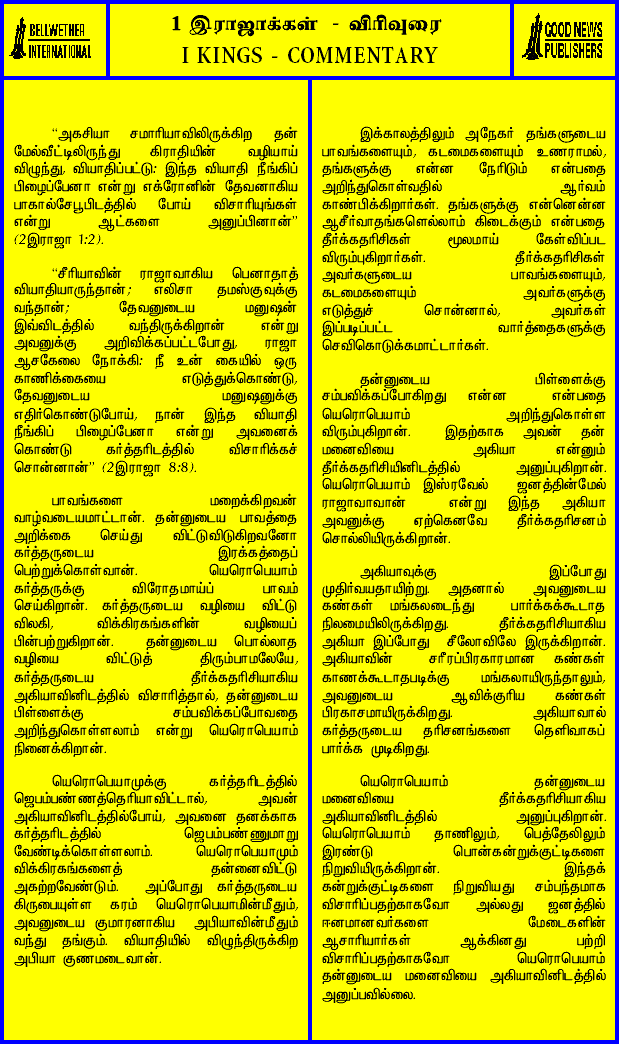 BELLWETHER
INTERNATIONAL
1 இராஜாக்கள் - விரிவுரை
I KINGS - COMMENTARY
GOOD NEWS
PUBLISHERS
“அகசியா சமாரியாவிலிருக்கிற தன்
மேல்வீட்டிலிருந்து கிராதியின் வழியாய்
விழுந்து, வியாதிப்பட்டு: இந்த வியாதி நீங்கிப்
பிழைப்பேனா என்று எக்ரோனின் தேவனாகிய
பாகால்சேபூபிடத்தில் போய் விசாரியுங்கள்
என்று ஆட்களை அனுப்பினான்”
(2இராஜா 1:2).
“சீரியாவின் ராஜாவாகிய பெனாதாத்
வியாதியாருந்தான்; எலிசா தமஸ்குவுக்கு
வந்தான்; தேவனுடைய மனுஷன்
இவ்விடத்தில் வந்திருக்கிறான் என்று
அவனுக்கு அறிவிக்கப்பட்டபோது, ராஜா
ஆசகேலை நோக்கி: நீ உன் கையில் ஒரு
காணிக்கையை எடுத்துக்கொண்டு,
தேவனுடைய மனுஷனுக்கு
எதிர்கொண்டுபோய், நான் இந்த வியாதி
நீங்கிப் பிழைப்பேனா என்று அவனைக்
கொண்டு கர்த்தரிடத்தில் விசாரிக்கச்
சொன்னான்” (2இராஜா 8:8).
பாவங்களை மறைக்கிறவன்
வாழ்வடையமாட்டான். தன்னுடைய பாவத்தை
அறிக்கை செய்து விட்டுவிடுகிறவனோ
கர்த்தருடைய இரக்கத்தைப்
பெற்றுக்கொள்வான். யெரொபெயாம்
கர்த்தருக்கு விரோதமாய்ப் பாவம்
செய்கிறான். கர்த்தருடைய வழியை விட்டு
விலகி, விக்கிரகங்களின் வழியைப்
பின்பற்றுகிறான். தன்னுடைய பொல்லாத
வழியை விட்டுத் திரும்பாமலேயே,
கர்த்தருடைய தீர்க்கதரிசியாகிய
அகியாவினிடத்தில் விசாரித்தால், தன்னுடைய
பிள்ளைக்கு சம்பவிக்கப்போவதை
அறிந்துகொள்ளலாம் என்று யெரொபெயாம்
நினைக்கிறான்.
யெரொபெயாமுக்கு கர்த்தரிடத்தில்
ஜெபம்பண்ணத்தெரியாவிட்டால், அவன்
அகியாவினிடத்தில்போய், அவனை தனக்காக
கர்த்தரிடத்தில் ஜெபம்பண்ணுமாறு
வேண்டிக்கொள்ளலாம். யெரொபெயாமும்
விக்கிரகங்களைத் தன்னைவிட்டு
அகற்றவேண்டும். அப்போது கர்த்தருடைய
கிருபையுள்ள கரம் யெரொபெயாமின்மீதும்,
அவனுடைய குமாரனாகிய அபியாவின்மீதும்
வந்து தங்கும். வியாதியில் விழுந்திருக்கிற
அபியா குணமடைவான்.
இக்காலத்திலும் அநேகர் தங்களுடைய
பாவங்களையும், கடமைகளையும் உணராமல்,
தங்களுக்கு என்ன நேரிடும் என்பதை
அறிந்துகொள்வதில் ஆர்வம்
காண்பிக்கிறார்கள். தங்களுக்கு என்னென்ன
ஆசீர்வாதங்களெல்லாம் கிடைக்கும் என்பதை
தீர்க்கதரிசிகள் மூலமாய் கேள்விப்பட
விரும்புகிறார்கள். தீர்க்கதரிசிகள்
அவர்களுடைய பாவங்களையும்,
கடமைகளையும் அவர்களுக்கு
எடுத்துச் சொன்னால், அவர்கள்
இப்படிப்பட்ட வார்த்தைகளுக்கு
செவிகொடுக்கமாட்டார்கள்.
தன்னுடைய பிள்ளைக்கு
சம்பவிக்கப்போகிறது என்ன என்பதை
யெரொபெயாம் அறிந்துகொள்ள
விரும்புகிறான். இதற்காக அவன் தன்
மனைவியை அகியா என்னும்
தீர்க்கதரிசியினிடத்தில் அனுப்புகிறான்.
யெரொபெயாம் இஸ்ரவேல் ஜனத்தின்மேல்
ராஜாவாவான் என்று இந்த அகியா
அவனுக்கு ஏற்கெனவே தீர்க்கதரிசனம்
சொல்லியிருக்கிறான்.
அகியாவுக்கு இப்போது
முதிர்வயதாயிற்று. அதனால் அவனுடைய
கண்கள் மங்கலடைந்து பார்க்கக்கூடாத
நிலமையிலிருக்கிறது. தீர்க்கதரிசியாகிய
அகியா இப்போது சீலோவிலே இருக்கிறான்.
அகியாவின் சரீரப்பிரகாரமான கண்கள்
காணக்கூடாதபடிக்கு மங்கலாயிருந்தாலும்,
அவனுடைய ஆவிக்குரிய கண்கள்
பிரகாசமாயிருக்கிறது. அகியாவால்
கர்த்தருடைய தரிசனங்களை தெளிவாகப்
பார்க்க முடிகிறது.
யெரொபெயாம் தன்னுடைய
மனைவியை தீர்க்கதரிசியாகிய
அகியாவினிடத்தில் அனுப்புகிறான்.
யெரொபெயாம் தாணிலும், பெத்தேலிலும்
இரண்டு பொன்கன்றுக்குட்டிகளை
நிறுவியிருக்கிறான். இந்தக்
கன்றுக்குட்டிகளை நிறுவியது சம்பந்தமாக
விசாரிப்பதற்காகவோ அல்லது ஜனத்தில்
ஈனமானவர்களை மேடைகளின்
ஆசாரியார்கள் ஆக்கினது பற்றி
விசாரிப்பதற்காகவோ யெரொபெயாம்
தன்னுடைய மனைவியை அகியாவினிடத்தில்
அனுப்பவில்லை.